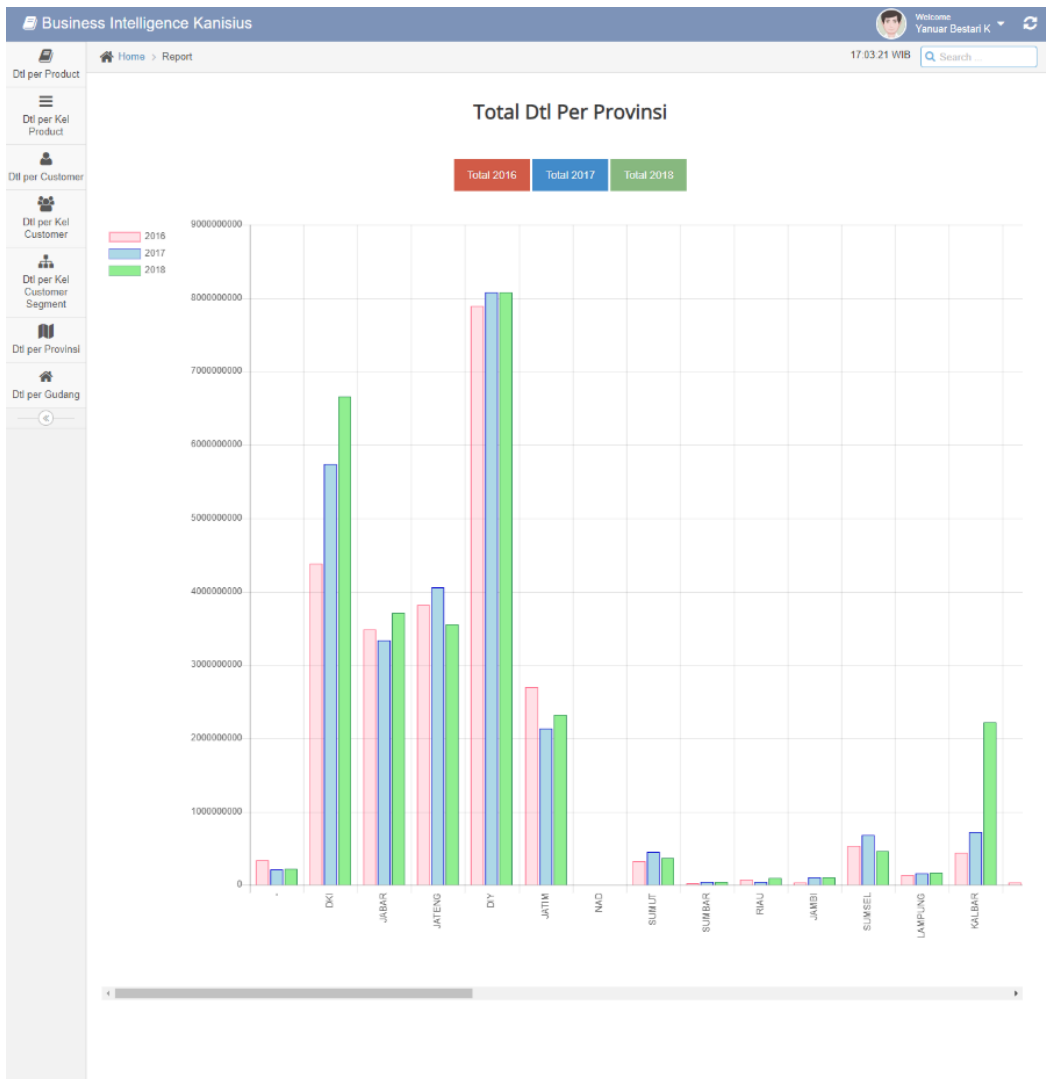 Business Intelligence Kanisius
Welcome
Yanuar Bestari K
Home > Report
17:03:21 WIB
Search ...
Dtl per Product
Dtl per Kel
Product
Dtl per Customer
Dtl per Kel
Customer
Dtl per Kel
Customer
Segment
Dtl per Provinsi
Dtl per Gudang
Total Dtl Per Provinsi
Total 2016
Total 2017
Total 2018
2016
2017
2018
9000000000
8000000000
7000000000
6000000000
5000000000
4000000000
3000000000
2000000000
1000000000
0
-
DKI
JABAR
JATENG
DIY
JATIM
NAD
SUMUT
SUMBAR
RIAU
JAMBI
SUMSEL
LAMPUNG
KALBAR